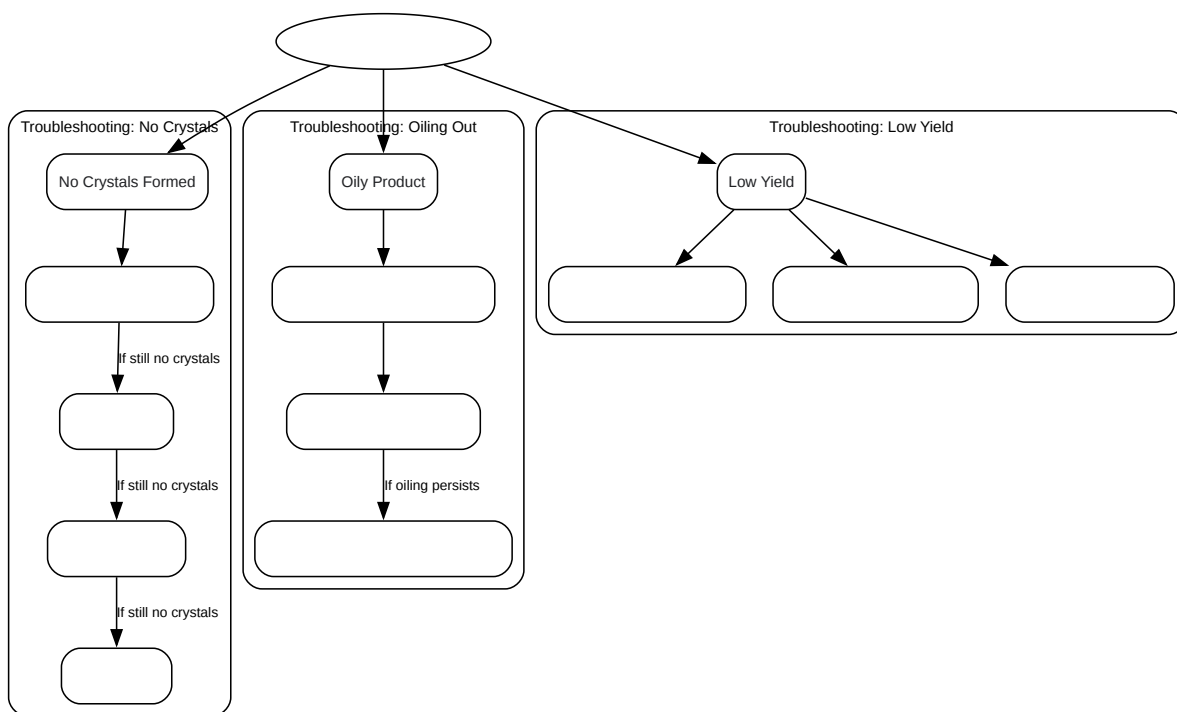 Troubleshooting: No Crystals
No Crystals Formed
If still no crystals
If still no crystals
If still no crystals
Troubleshooting: Oiling Out
Oily Product
If oiling persists
Troubleshooting: Low Yield
Low Yield